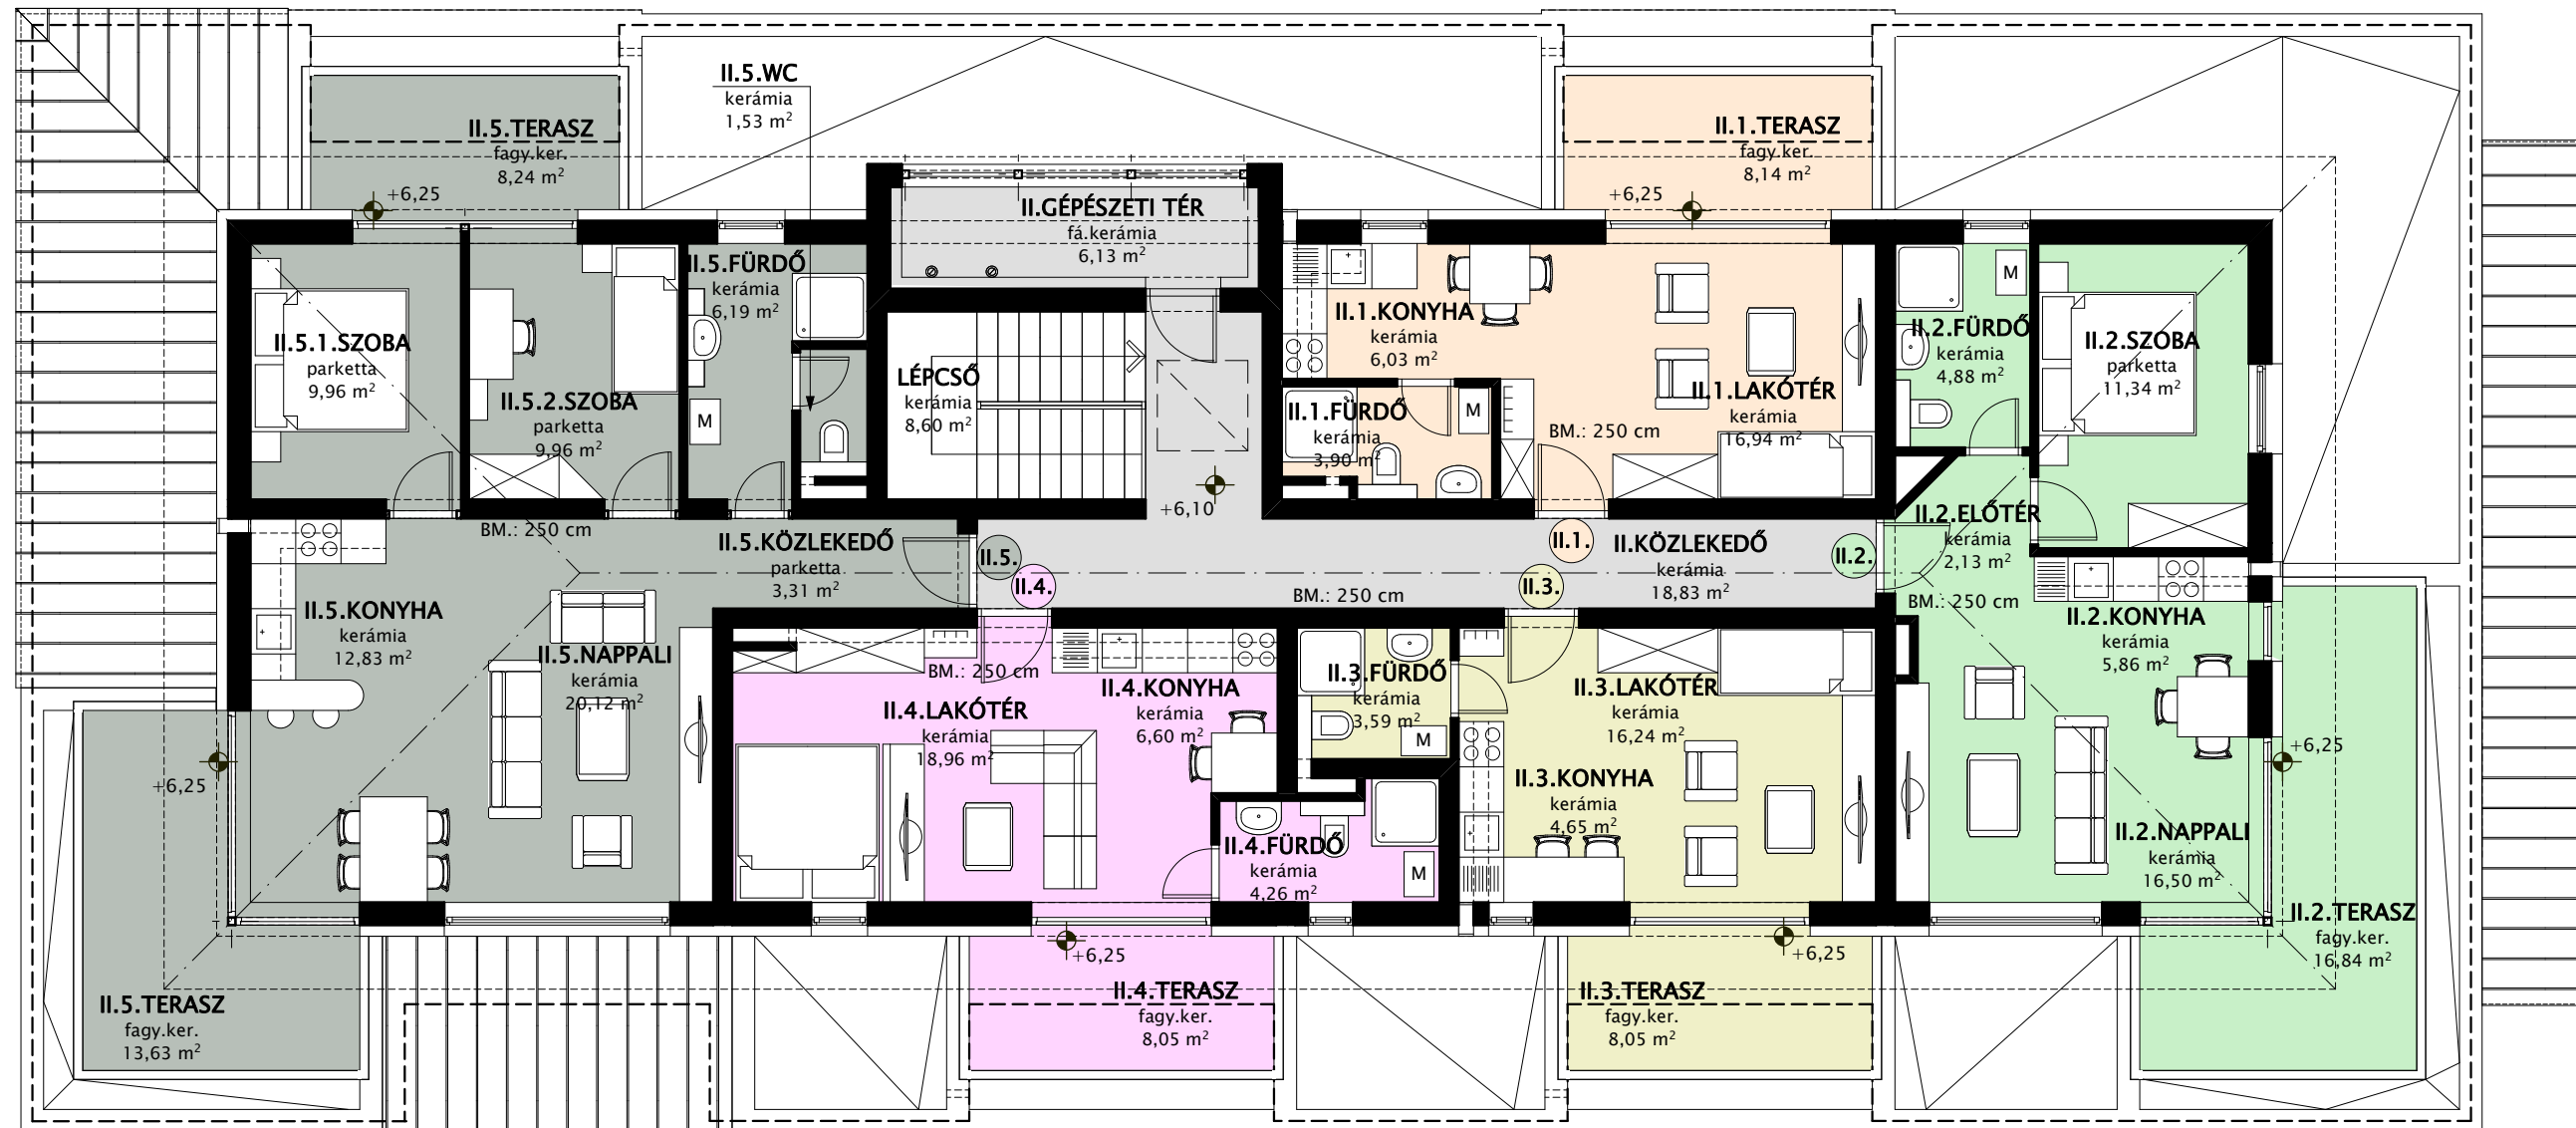 II.5.WC
kerámia
1,53 m²
II.5.TERASZ
fagy.ker.
8,24 m²
+6,25
II.1.TERASZ
fagy.ker.
8,14 m²
+6,25
II.GÉPÉSZETI TÉR
fá.kerámia
6,13 m²
II.5.1.SZOBA
parketta
9,96 m²
II.5.2.SZOBA
parketta
9,96 m²
II.5.FÜRDŐ
kerámia
6,19 m²
M
LÉPCSŐ
kerámia
8,60 m²
+6,10
II.1.KONYHA
kerámia
6,03 m²
II.1.FÜRDŐ
kerámia
3,90 m²
M
II.1.LAKÓTÉR
kerámia
16,94 m²
BM.: 250 cm
II.2.FÜRDŐ
kerámia
4,88 m²
M
II.2.SZOBA
parketta
11,34 m²
BM.: 250 cm
II.5.KÖZLEKEDŐ
parketta
3,31 m²
II.5.
II.4.
BM.: 250 cm
II.3.
II.1.
II.KÖZLEKEDŐ
kerámia
18,83 m²
II.2.
II.2.ELŐTÉR
kerámia
2,13 m²
BM.: 250 cm
II.5.KONYHA
kerámia
12,83 m²
II.5.NAPPALI
kerámia
20,12 m²
BM.: 250 cm
II.4.LAKÓTÉR
kerámia
18,96 m²
II.4.KONYHA
kerámia
6,60 m²
II.3.FÜRDŐ
kerámia
3,59 m²
M
II.3.LAKÓTÉR
kerámia
16,24 m²
II.3.KONYHA
kerámia
4,65 m²
II.2.KONYHA
kerámia
5,86 m²
+6,25
+6,25
II.4.FÜRDŐ
kerámia
4,26 m²
M
II.2.NAPPALI
kerámia
16,50 m²
II.2.TERASZ
fagy.ker.
16,84 m²
+6,25
+6,25
II.5.TERASZ
fagy.ker.
13,63 m²
II.4.TERASZ
fagy.ker.
8,05 m²
II.3.TERASZ
fagy.ker.
8,05 m²